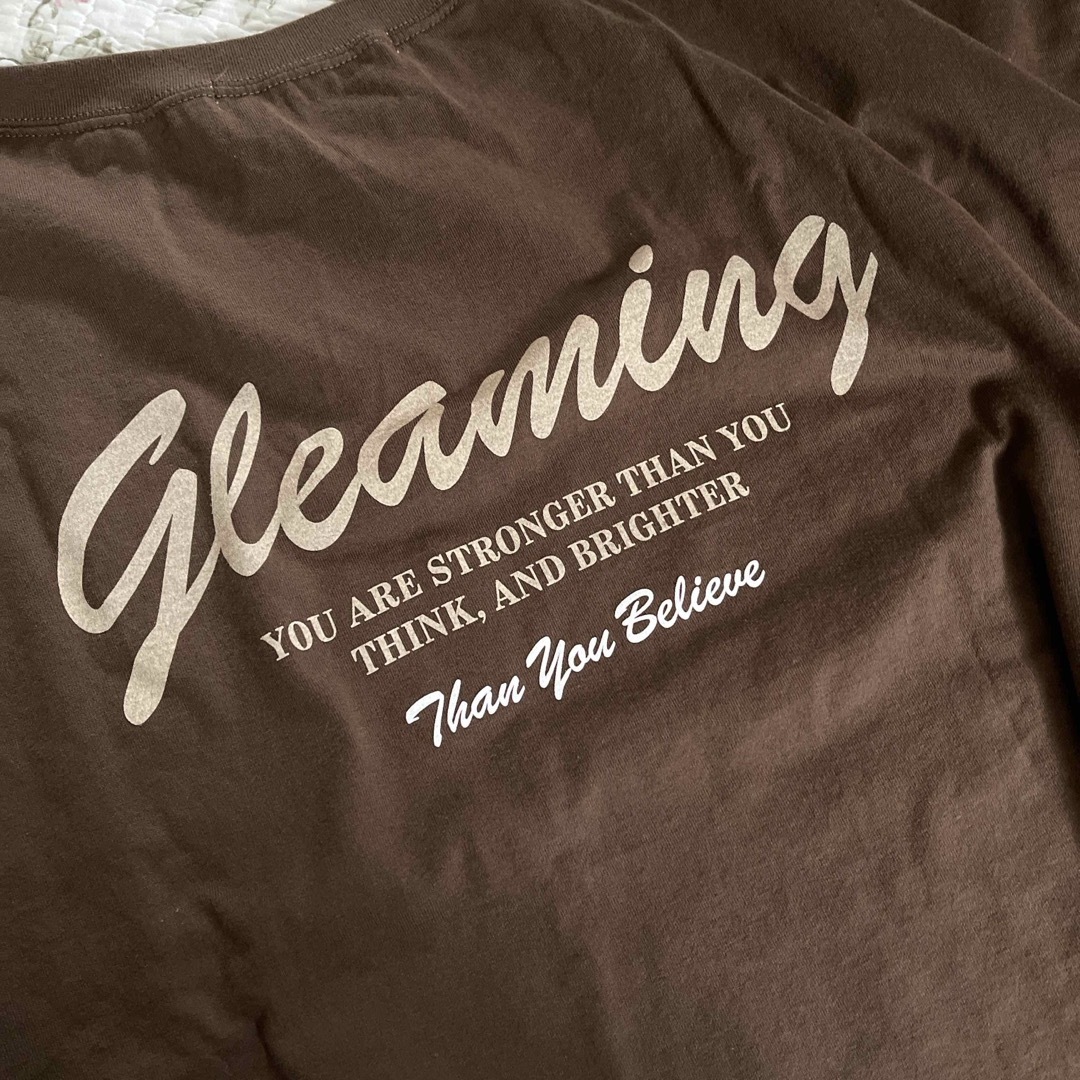 Gleaming
YOU ARE STRONGER THAN YOU
THINK, AND BRIGHTER
Than You Believe